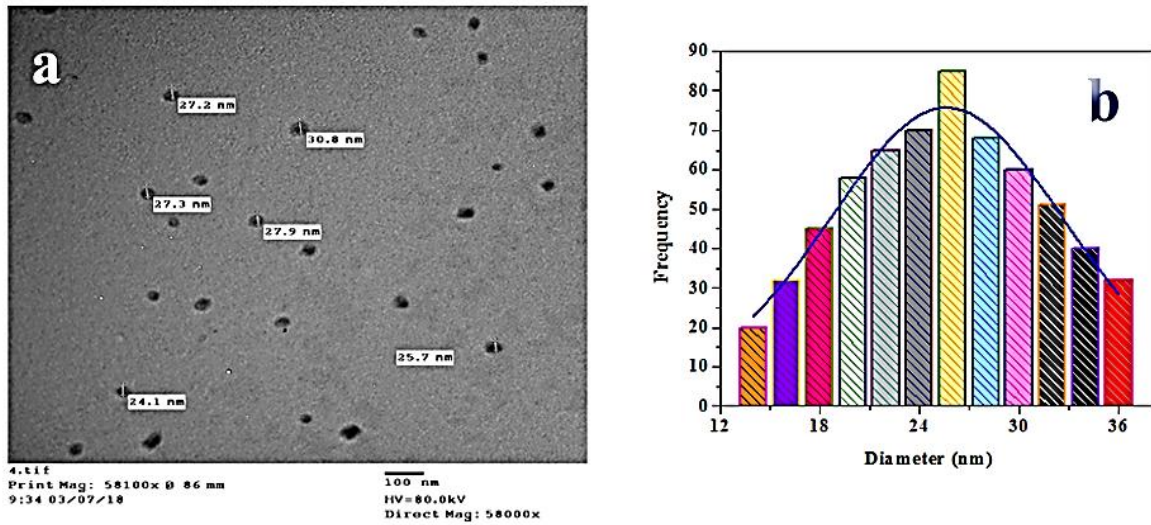 a
27.2 nm
30.8 nm
27.3 nm
27.9 nm
25.7 nm
24.1 nm
4.tif
Print Mag: 58100x @ 86 mm
9:34 03/07/18
100 nm
HV=80.0kV
Direct Mag: 58000x
b
90
80
70
60
50
40
30
20
10
0
Frequency
12 18 24 30 36
Diameter (nm)